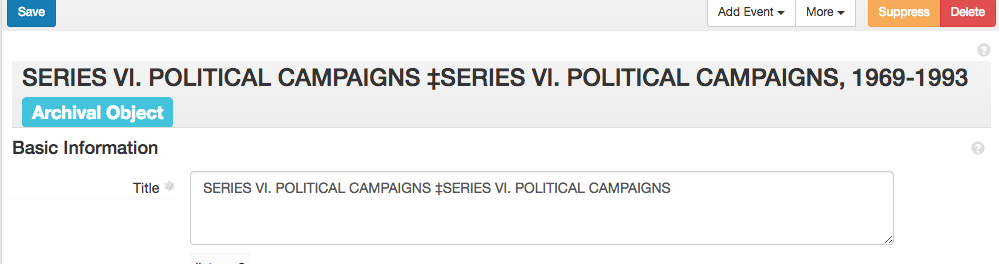 Save Add Event More Suppress Delete
SERIES VI. POLITICAL CAMPAIGNS ‡SERIES VI. POLITICAL CAMPAIGNS, 1969-1993
Archival Object
Basic Information
Title SERIES VI. POLITICAL CAMPAIGNS ‡SERIES VI. POLITICAL CAMPAIGNS